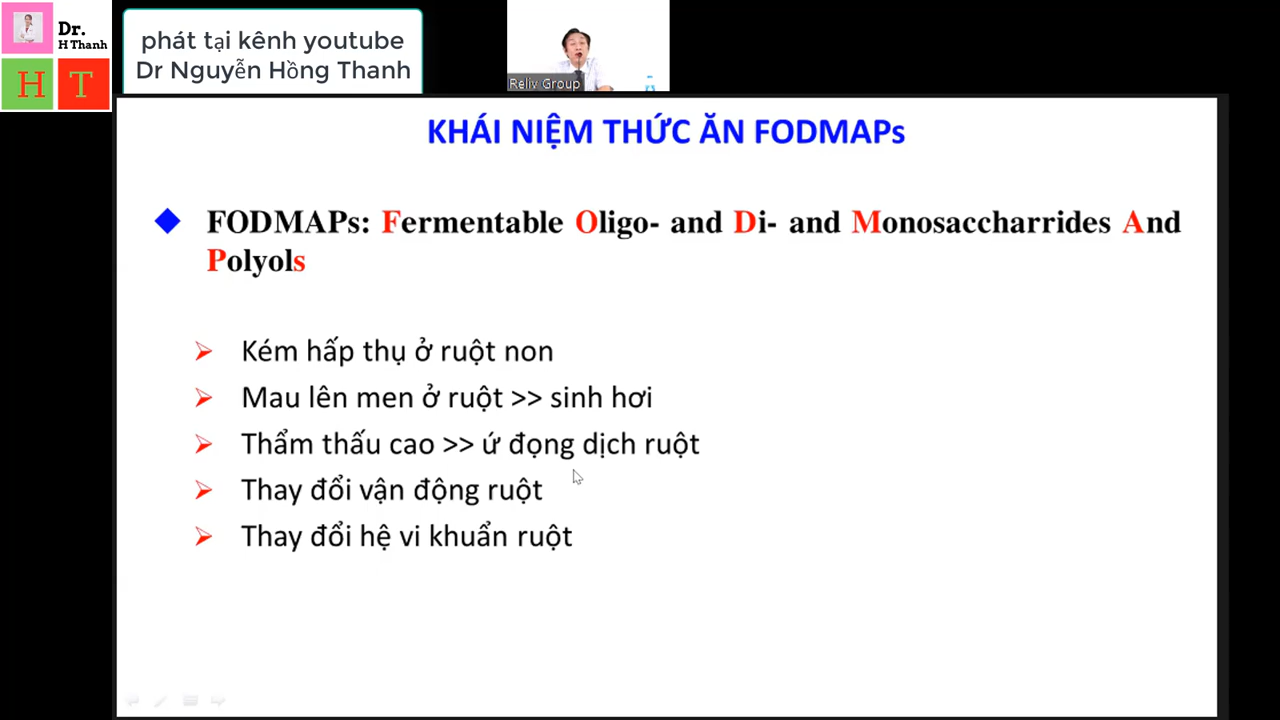 Dr.
H Thanh
H T
phát tại kênh youtube
Dr Nguyễn Hồng Thanh
Reliv Group
KHÁI NIỆM THỨC ĂN FODMAPs
FODMAPs: Fermentable Oligo- and Di- and Monosaccharrides And
Polyols
Kém hấp thụ ở ruột non
Mau lên men ở ruột >> sinh hơi
Thẩm thấu cao >> ứ đọng dịch ruột
Thay đổi vận động ruột
Thay đổi hệ vi khuẩn ruột